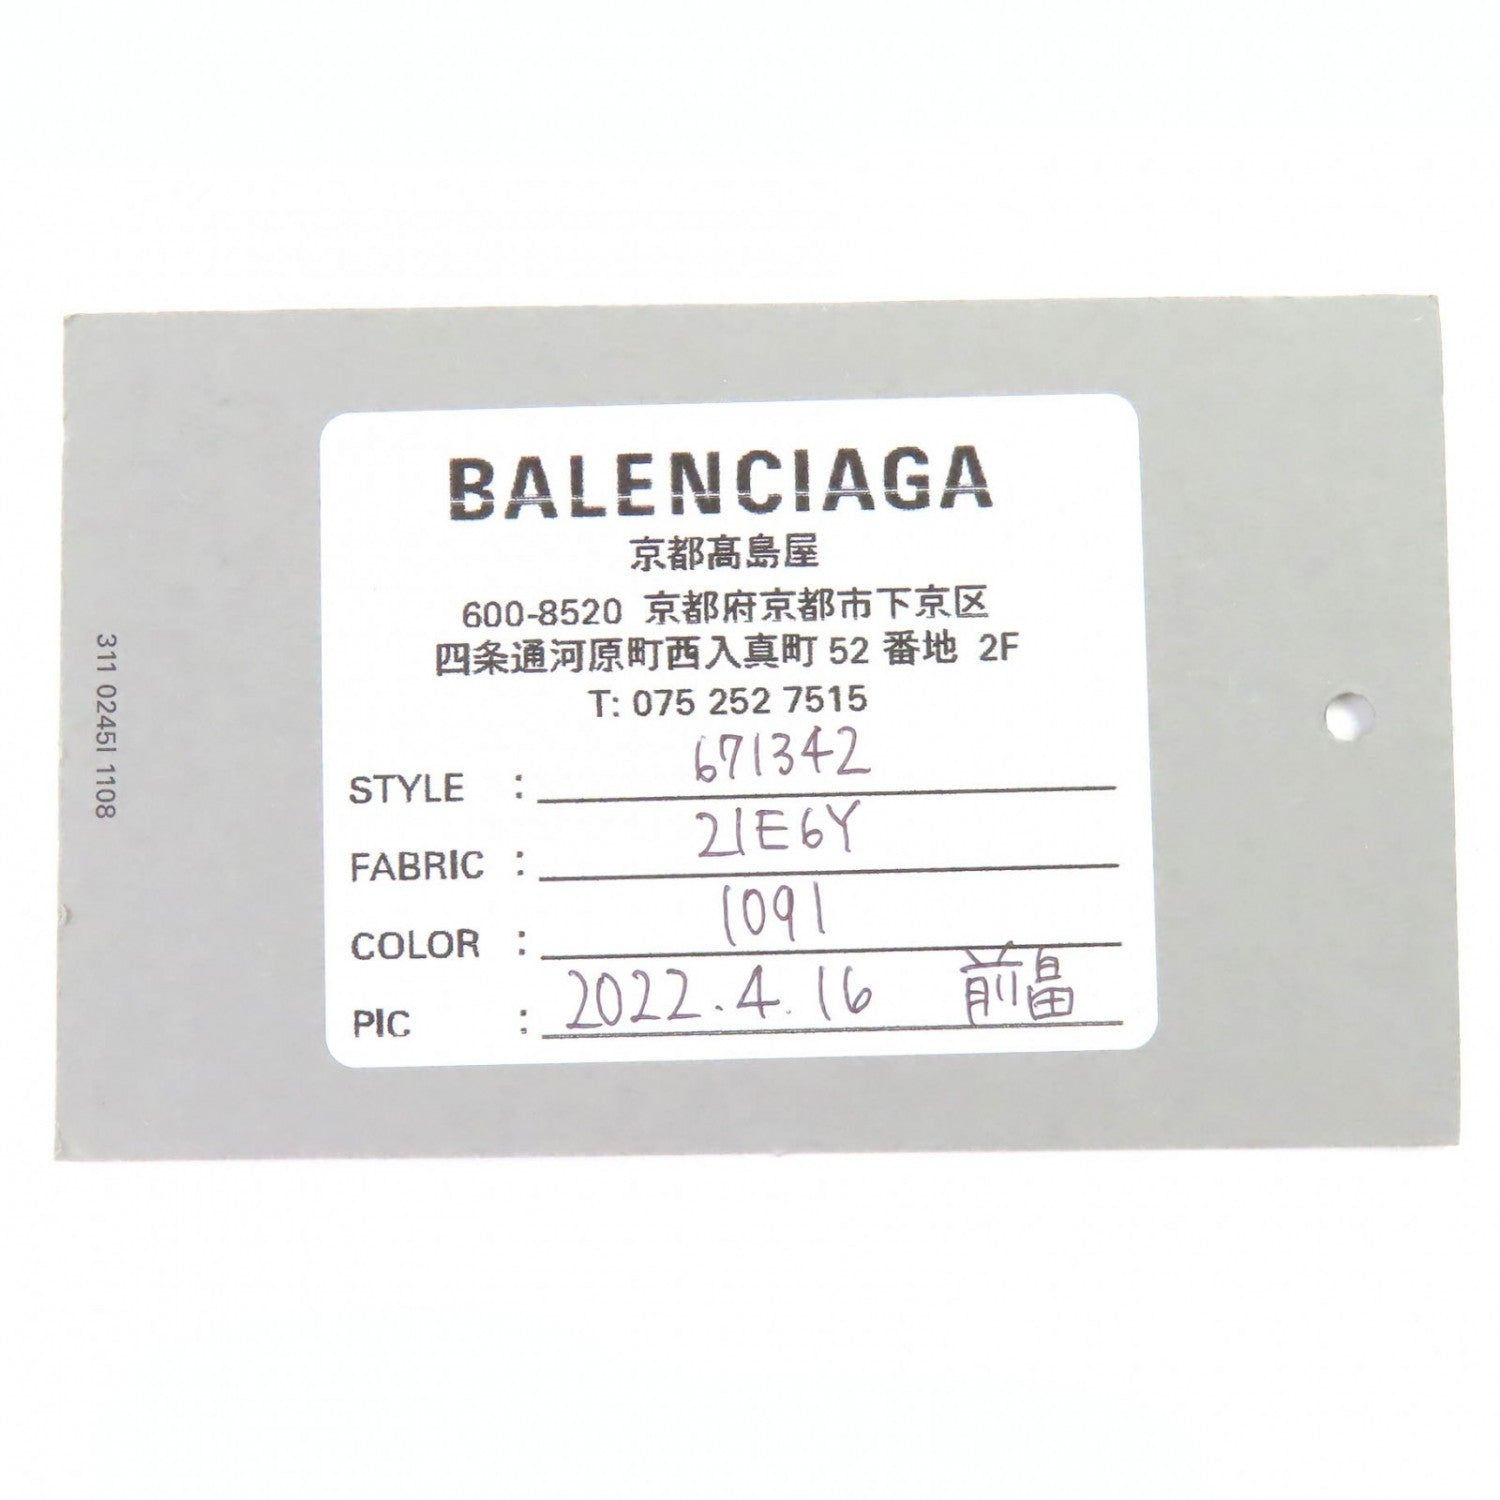 BALENCIAGA
京都髙島屋
600-8520 京都府京都市下京区
四条通河原町西入真町 52 番地 2F
T: 075 252 7515
STYLE : 671342
FABRIC : 21E6Y
COLOR : 1091
PIC : 2022.4.16 前畠
311 0245I 1108